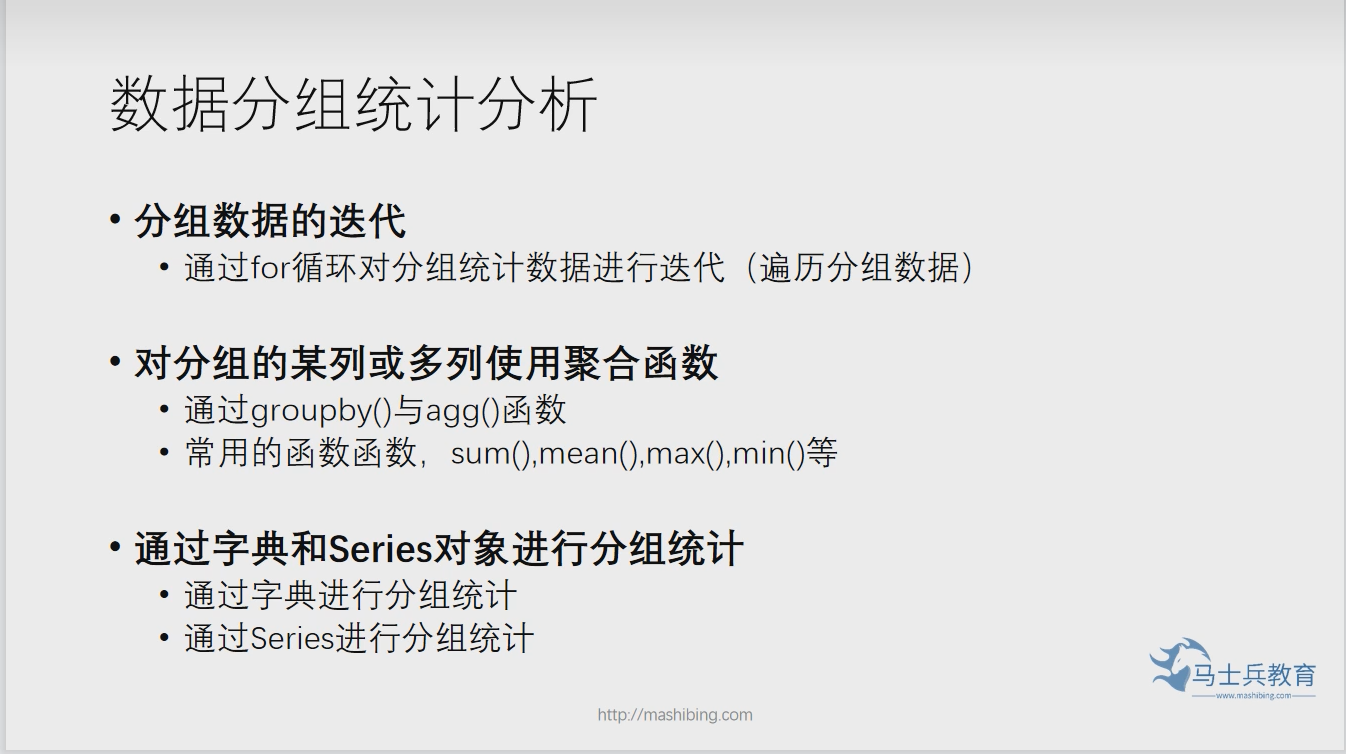 数据分组统计分析
• 分组数据的迭代
• 通过for循环对分组统计数据进行迭代（遍历分组数据）
• 对分组的某列或多列使用聚合函数
• 通过groupby()与agg()函数
• 常用的函数函数，sum(),mean(),max(),min()等
• 通过字典和Series对象进行分组统计
• 通过字典进行分组统计
• 通过Series进行分组统计
马士兵教育
www.mashibing.com
http://mashibing.com